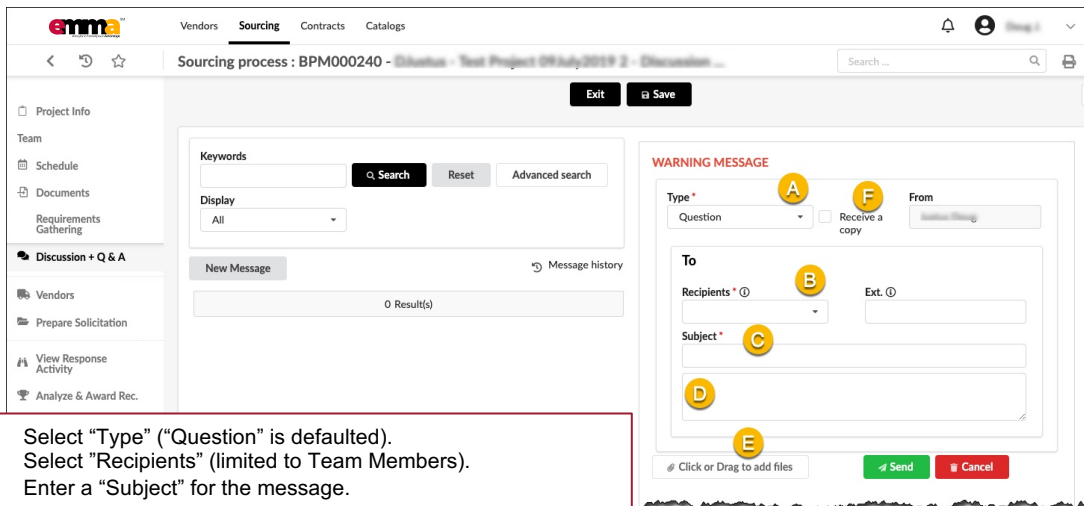 emma
Vendors Sourcing Contracts Catalogs
Sourcing process : BPM000240 -
Search ...
Exit Save
Project Info
Team
Schedule
Documents
Requirements
Gathering
Discussion + Q & A
Vendors
Prepare Solicitation
View Response
Activity
Analyze & Award Rec.
Keywords
Search Reset Advanced search
Display
All
New Message Message history
0 Result(s)
WARNING MESSAGE
Type * A F From
Question Receive a
copy
To
Recipients * B Ext.
Subject * C
D
E
Click or Drag to add files Send Cancel
Select “Type” (“Question” is defaulted).
Select ”Recipients” (limited to Team Members).
Enter a “Subject” for the message.